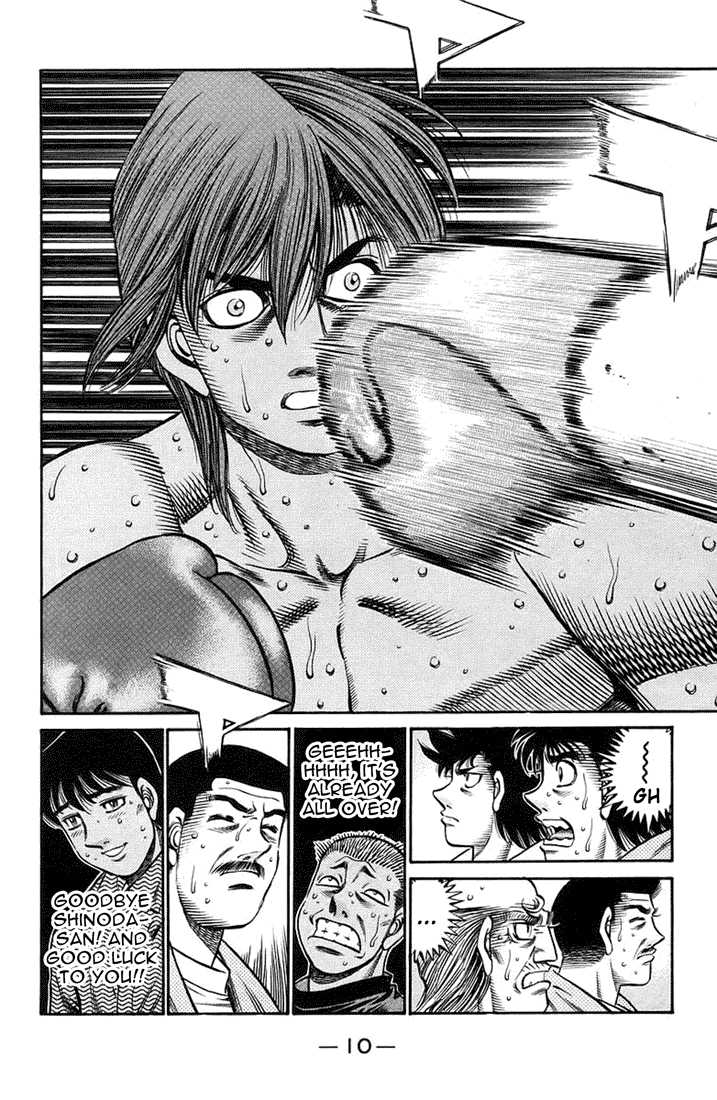 GEEEHH-
HHHH, IT'S
ALREADY
ALL OVER!
GH
GOODBYE
SHINODA-
SAN! AND
GOOD LUCK
TO YOU!!
...
—10—